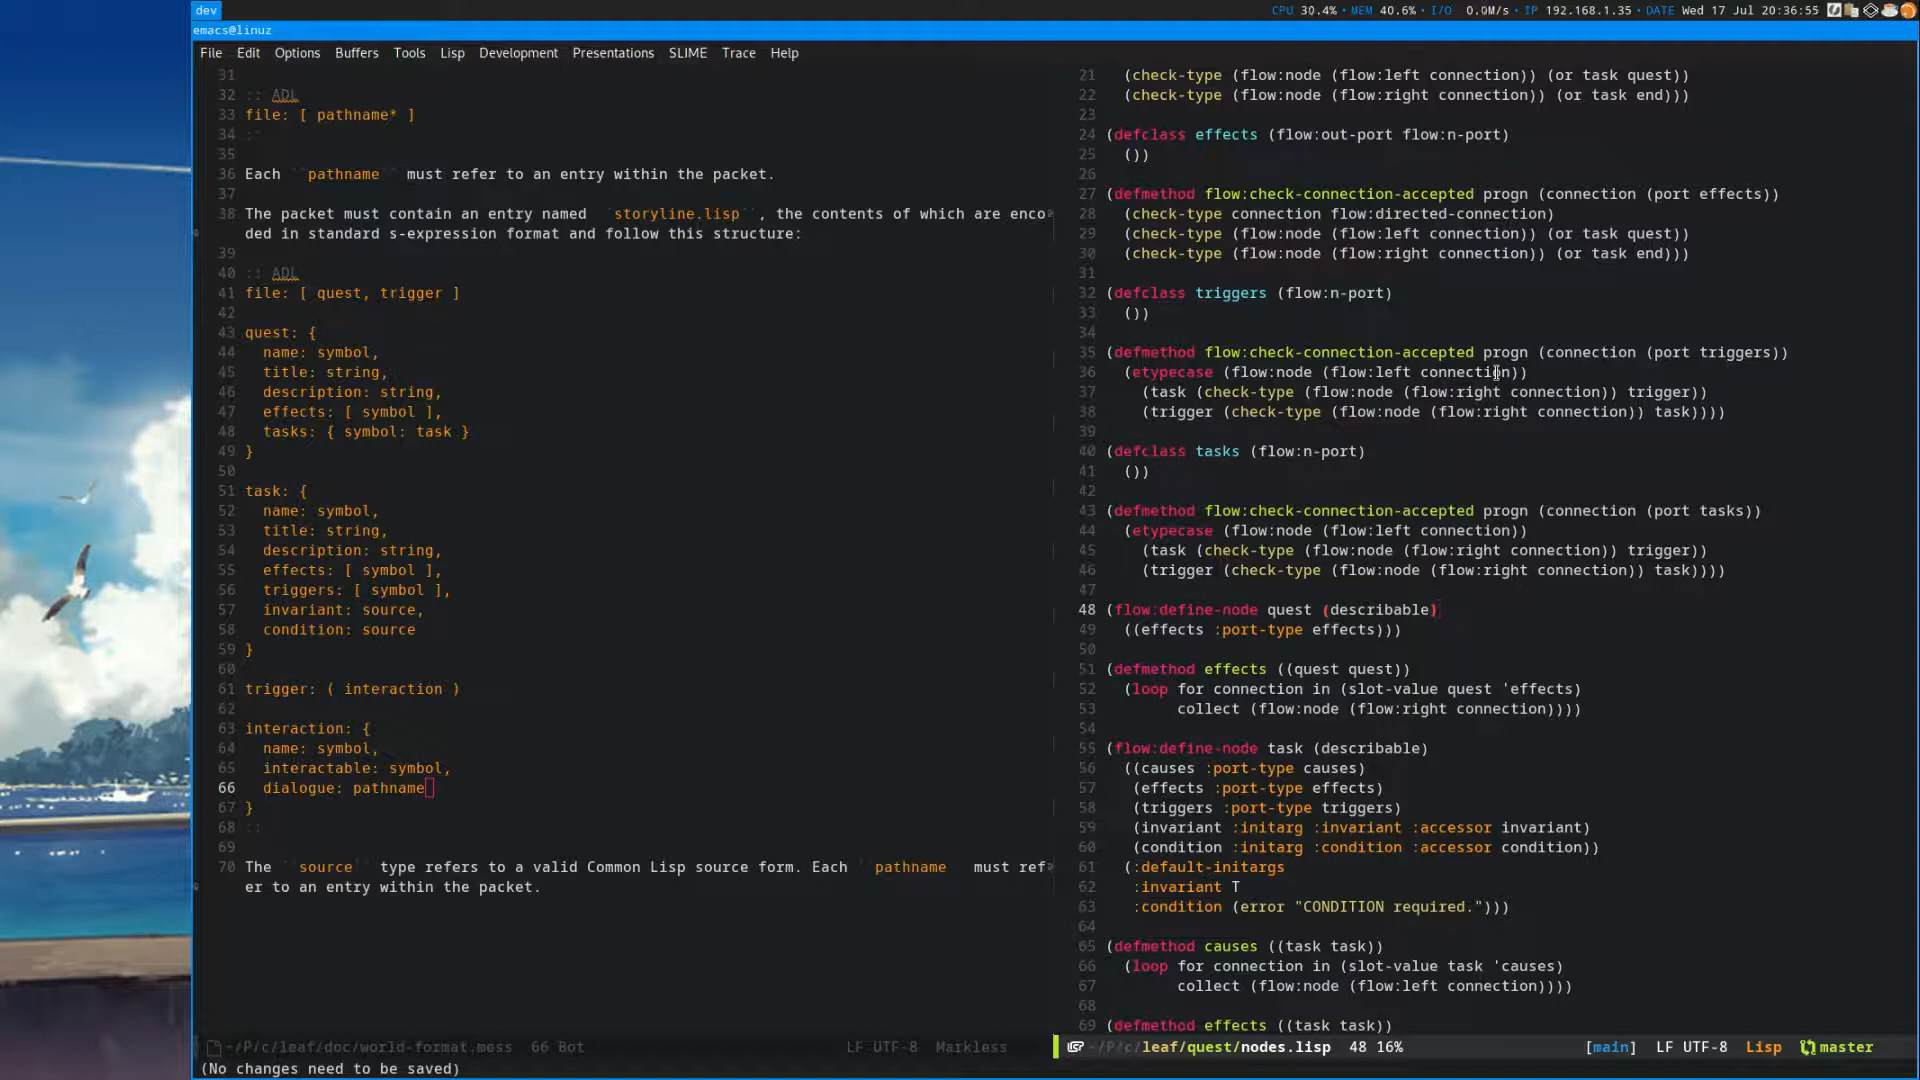 dev
CPU 30.4% • MEM 40.6% • I/O 0.0M/s • IP 192.168.1.35 • DATE Wed 17 Jul 20:36:55
emacs@linuz
File Edit Options Buffers Tools Lisp Development Presentations SLIME Trace Help
31
32 :: ADL
33 file: [ pathname* ]
34 ::
35
36 Each ``pathname`` must refer to an entry within the packet.
37
38 The packet must contain an entry named ``storyline.lisp``, the contents of which are enco
ded in standard s-expression format and follow this structure:
39
40 :: ADL
41 file: [ quest, trigger ]
42
43 quest: {
44   name: symbol,
45   title: string,
46   description: string,
47   effects: [ symbol ],
48   tasks: { symbol: task }
49 }
50
51 task: {
52   name: symbol,
53   title: string,
54   description: string,
55   effects: [ symbol ],
56   triggers: [ symbol ],
57   invariant: source,
58   condition: source
59 }
60
61 trigger: ( interaction )
62
63 interaction: {
64   name: symbol,
65   interactable: symbol,
66   dialogue: pathname
67 }
68 ::
69
70 The ``source`` type refers to a valid Common Lisp source form. Each ``pathname`` must ref
er to an entry within the packet.
~/P/c/leaf/doc/world-format.mess 66 Bot LF UTF-8 Markless
(No changes need to be saved)
21   (check-type (flow:node (flow:left connection)) (or task quest))
22   (check-type (flow:node (flow:right connection)) (or task end)))
23
24 (defclass effects (flow:out-port flow:n-port)
25   ())
26
27 (defmethod flow:check-connection-accepted progn (connection (port effects))
28   (check-type connection flow:directed-connection)
29   (check-type (flow:node (flow:left connection)) (or task quest))
30   (check-type (flow:node (flow:right connection)) (or task end)))
31
32 (defclass triggers (flow:n-port)
33   ())
34
35 (defmethod flow:check-connection-accepted progn (connection (port triggers))
36   (etypecase (flow:node (flow:left connection))
37     (task (check-type (flow:node (flow:right connection)) trigger))
38     (trigger (check-type (flow:node (flow:right connection)) task))))
39
40 (defclass tasks (flow:n-port)
41   ())
42
43 (defmethod flow:check-connection-accepted progn (connection (port tasks))
44   (etypecase (flow:node (flow:left connection))
45     (task (check-type (flow:node (flow:right connection)) trigger))
46     (trigger (check-type (flow:node (flow:right connection)) task))))
47
48 (flow:define-node quest (describable)
49   ((effects :port-type effects)))
50
51 (defmethod effects ((quest quest))
52   (loop for connection in (slot-value quest 'effects)
53         collect (flow:node (flow:right connection))))
54
55 (flow:define-node task (describable)
56   ((causes :port-type causes)
57    (effects :port-type effects)
58    (triggers :port-type triggers)
59    (invariant :initarg :invariant :accessor invariant)
60    (condition :initarg :condition :accessor condition))
61   (:default-initargs
62    :invariant T
63    :condition (error "CONDITION required.")))
64
65 (defmethod causes ((task task))
66   (loop for connection in (slot-value task 'causes)
67         collect (flow:node (flow:left connection))))
68
69 (defmethod effects ((task task))
~/P/c/leaf/quest/nodes.lisp 48 16% [main] LF UTF-8 Lisp master